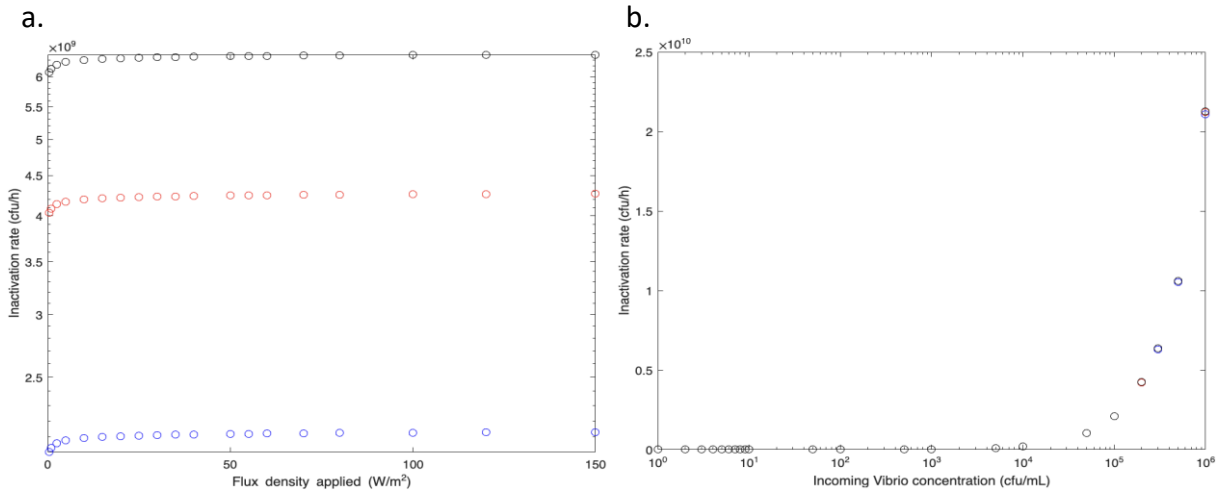 a.
×10⁹
6
5.5
5
4.5
4
3.5
3
2.5
0 50 100 150
Inactivation rate (cfu/h)
Flux density applied (W/m²)
b.
×10¹⁰
2.5
2
1.5
1
0.5
0
10⁰ 10¹ 10² 10³ 10⁴ 10⁵ 10⁶
Inactivation rate (cfu/h)
Incoming Vibrio concentration (cfu/mL)